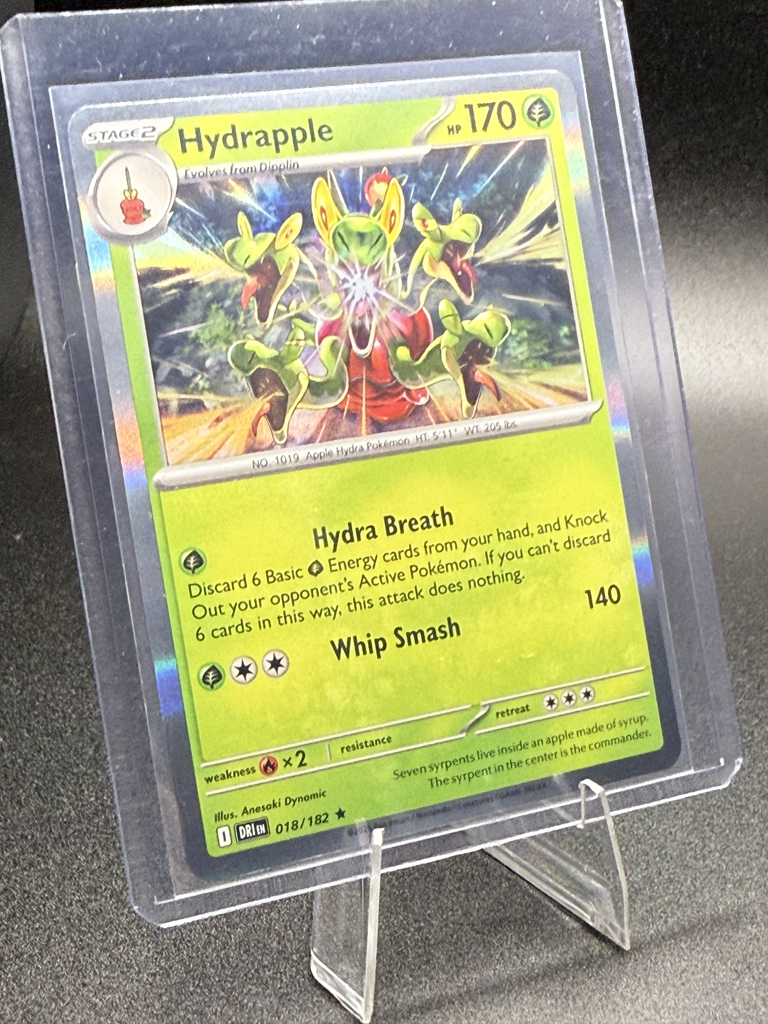 STAGE2 Hydrapple HP 170
Evolves from Dipplin
NO. 1019 Apple Hydra Pokémon HT: 5'11" WT: 205 lbs.
Hydra Breath
Discard 6 Basic Energy cards from your hand, and Knock
Out your opponent's Active Pokémon. If you can't discard
6 cards in this way, this attack does nothing.
Whip Smash 140
weakness ×2 resistance retreat
Seven serpents live inside an apple made of syrup.
The serpent in the center is the commander.
Illus. Anesaki Dynamic
I DRI EN 018/182 ★